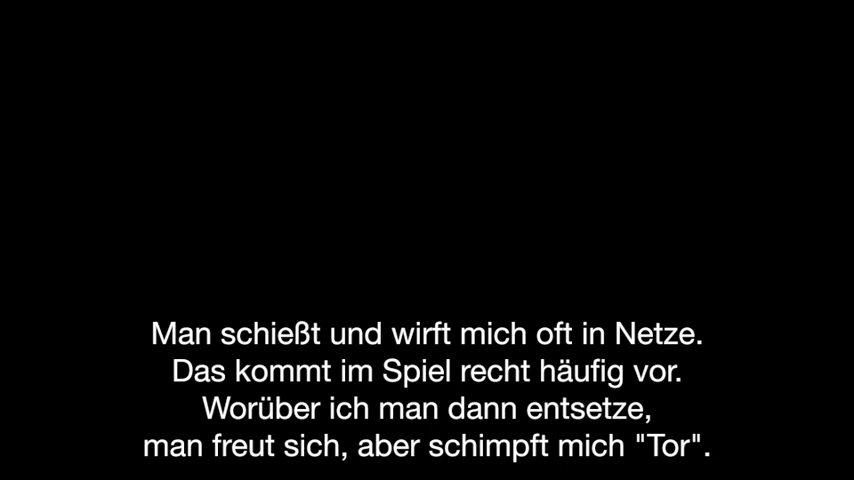 Man schießt und wirft mich oft in Netze.
Das kommt im Spiel recht häufig vor.
Worüber ich man dann entsetze,
man freut sich, aber schimpft mich "Tor".